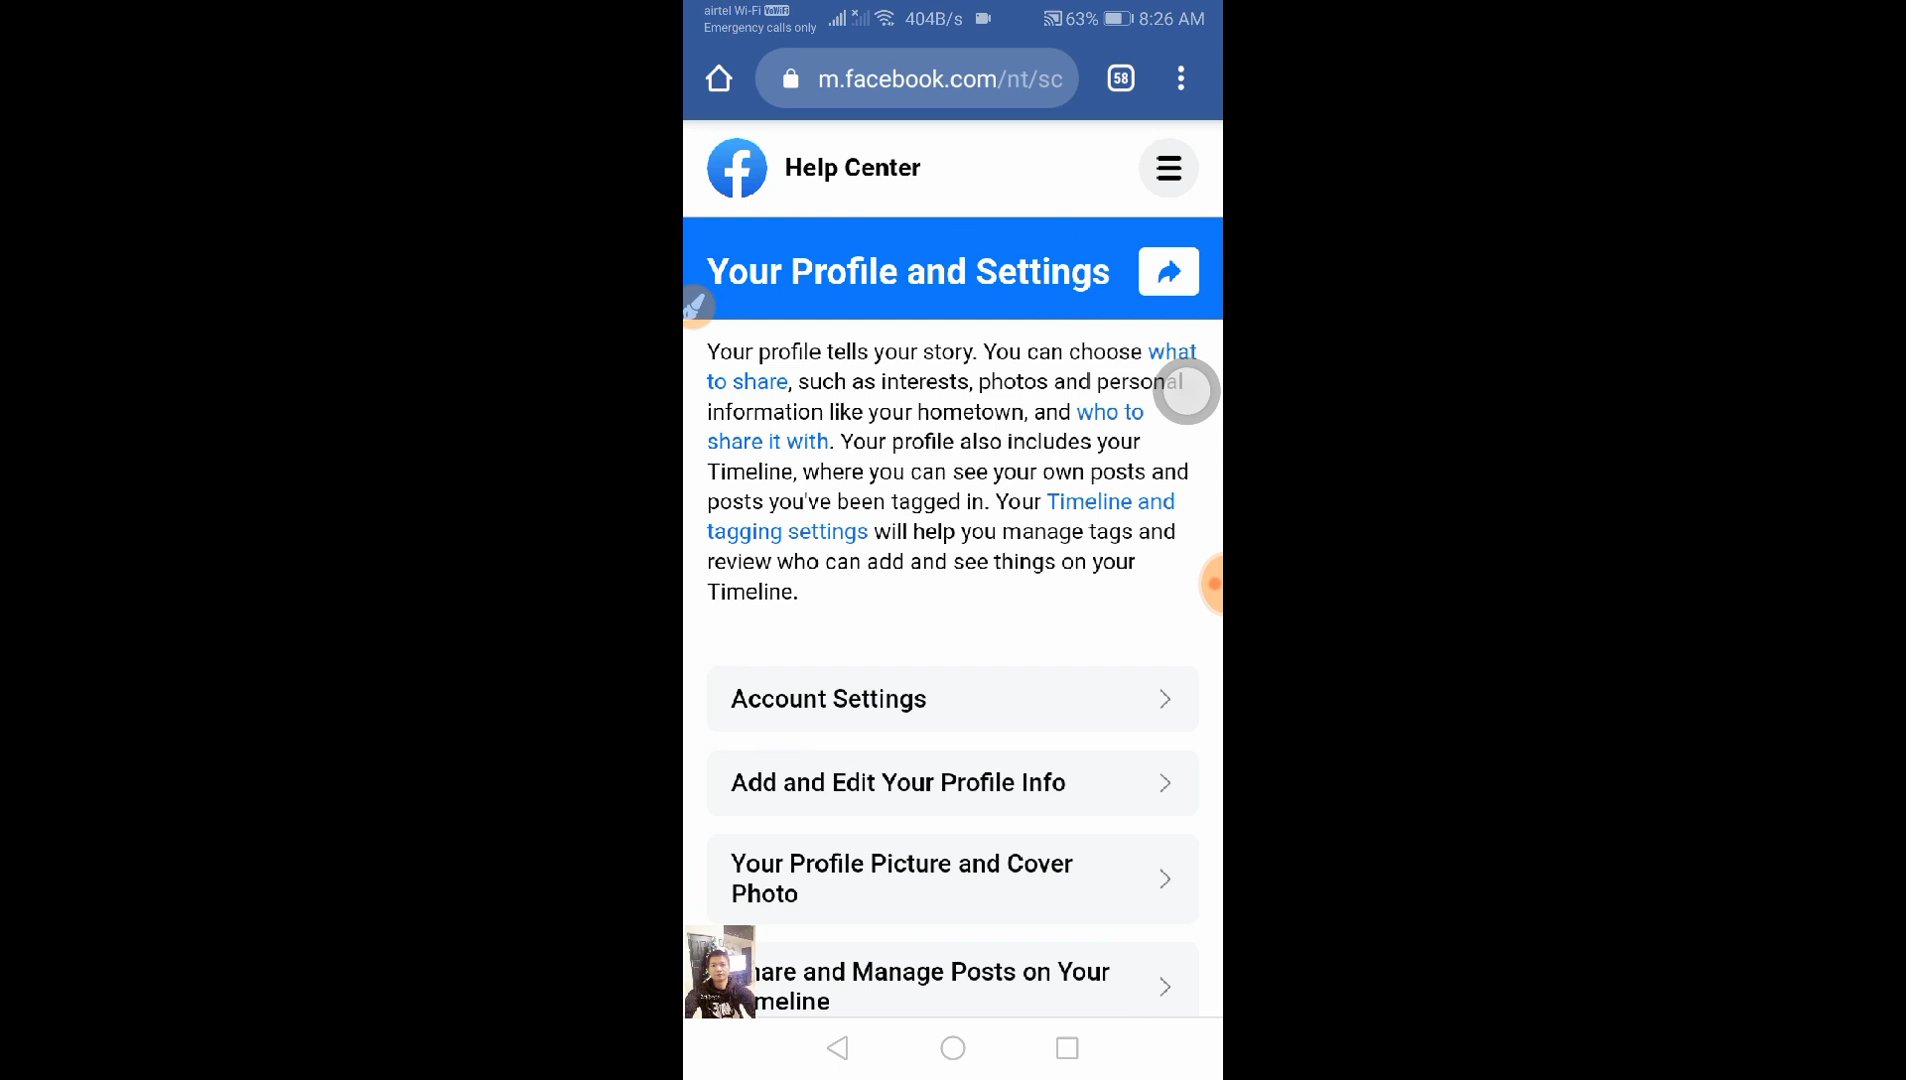 airtel Wi-Fi VoWiFi
Emergency calls only
404B/s
63%
8:26 AM
m.facebook.com/nt/sc
58
Help Center
Your Profile and Settings
Your profile tells your story. You can choose what
to share, such as interests, photos and personal
information like your hometown, and who to
share it with. Your profile also includes your
Timeline, where you can see your own posts and
posts you've been tagged in. Your Timeline and
tagging settings will help you manage tags and
review who can add and see things on your
Timeline.
Account Settings
Add and Edit Your Profile Info
Your Profile Picture and Cover
Photo
hare and Manage Posts on Your
meline